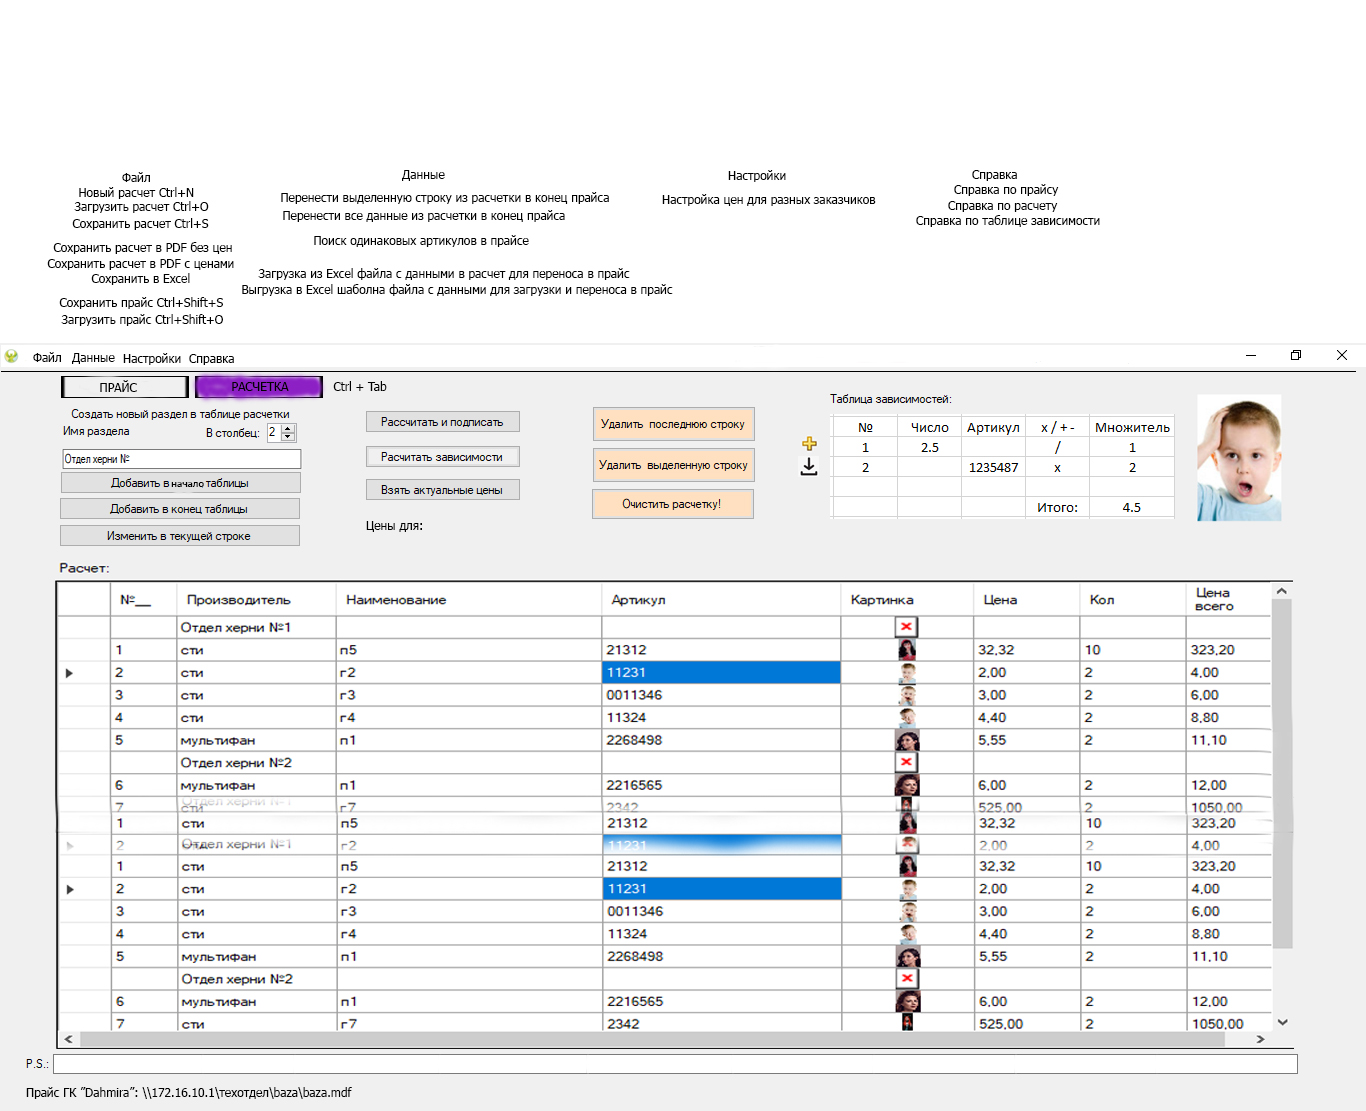 Файл
Новый расчет Ctrl+N
Загрузить расчет Ctrl+O
Сохранить расчет Ctrl+S
Сохранить расчет в PDF без цен
Сохранить расчет в PDF с ценами
Сохранить в Excel
Сохранить прайс Ctrl+Shift+S
Загрузить прайс Ctrl+Shift+O
Данные
Перенести выделенную строку из расчетки в конец прайса
Перенести все данные из расчетки в конец прайса
Поиск одинаковых артикулов в прайсе
Загрузка из Excel файла с данными в расчет для переноса в прайс
Выгрузка в Excel шаболна файла с данными для загрузки и переноса в прайс
Настройки
Настройка цен для разных заказчиков
Справка
Справка по прайсу
Справка по расчету
Справка по таблице зависимости
Файл Данные Настройки Справка
ПРАЙС РАСЧЕТКА Ctrl + Tab
Создать новый раздел в таблице расчетки
Имя раздела В столбец: 2
Отдел херни №
Добавить в начало таблицы
Добавить в конец таблицы
Изменить в текущей строке
Рассчитать и подписать
Расчитать зависимости
Взять актуальные цены
Цены для:
Удалить последнюю строку
Удалить выделенную строку
Очистить расчетку!
Таблица зависимостей:
№ Число Артикул x / + - Множитель
1 2.5 / 1
2 1235487 x 2
Итого: 4.5
Расчет:
№__ Производитель Наименование Артикул Картинка Цена Кол Цена всего
Отдел херни №1
1 сти п5 21312 32,32 10 323,20
2 сти г2 11231 2,00 2 4,00
3 сти г3 0011346 3,00 2 6,00
4 сти г4 11324 4,40 2 8,80
5 мультифан п1 2268498 5,55 2 11,10
Отдел херни №2
6 мультифан п1 2216565 6,00 2 12,00
Отдел херни №1
7 сти г7 2342 525,00 2 1050,00
1 сти п5 21312 32,32 10 323,20
2 Отдел херни №1 г2 11231 2,00 2 4,00
1 сти п5 21312 32,32 10 323,20
2 сти г2 11231 2,00 2 4,00
3 сти г3 0011346 3,00 2 6,00
4 сти г4 11324 4,40 2 8,80
5 мультифан п1 2268498 5,55 2 11,10
Отдел херни №2
6 мультифан п1 2216565 6,00 2 12,00
7 сти г7 2342 525,00 2 1050,00
P.S.:
Прайс ГК "Dahmira": \\172.16.10.1\техотдел\baza\baza.mdf